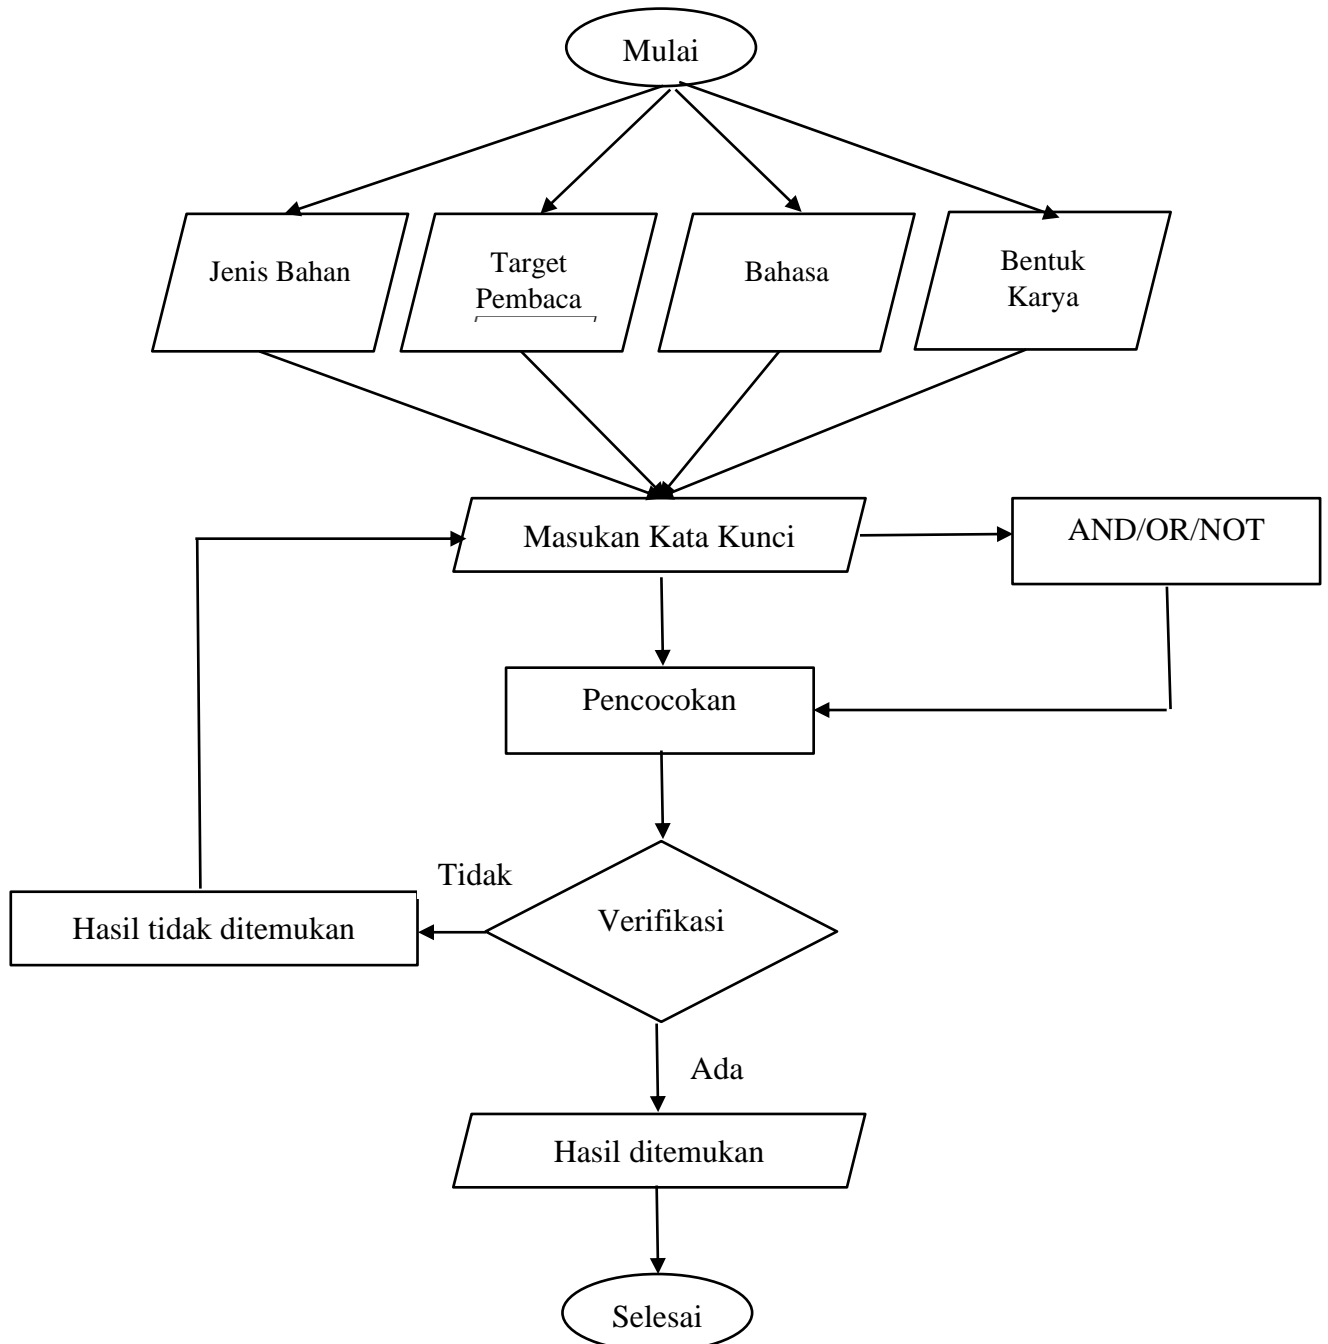 Mulai
Jenis Bahan
Target
Pembaca
Bahasa
Bentuk
Karya
Masukan Kata Kunci
AND/OR/NOT
Pencocokan
Tidak
Verifikasi
Hasil tidak ditemukan
Ada
Hasil ditemukan
Selesai